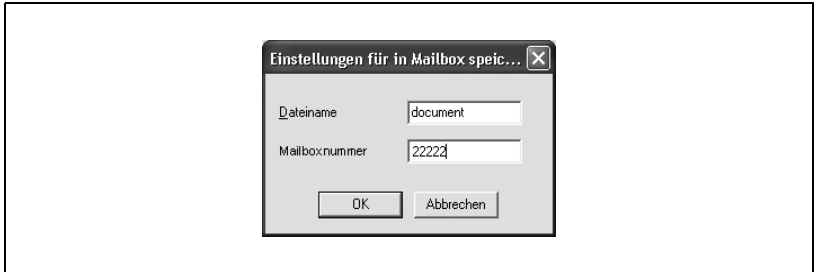 Einstellungen für in Mailbox speic...
Dateiname document
Mailboxnummer 22222
OK Abbrechen